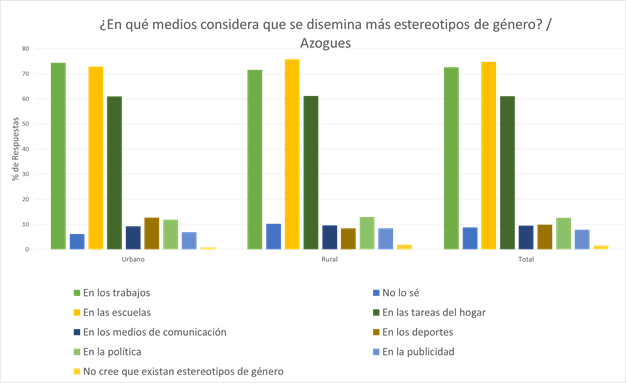 ¿En qué medios considera que se disemina más estereotipos de género? /
Azogues
% de Respuestas
80
70
60
50
40
30
20
10
0
Urbano Rural Total
En los trabajos No lo sé
En las escuelas En las tareas del hogar
En los medios de comunicación En los deportes
En la política En la publicidad
No cree que existan estereotipos de género